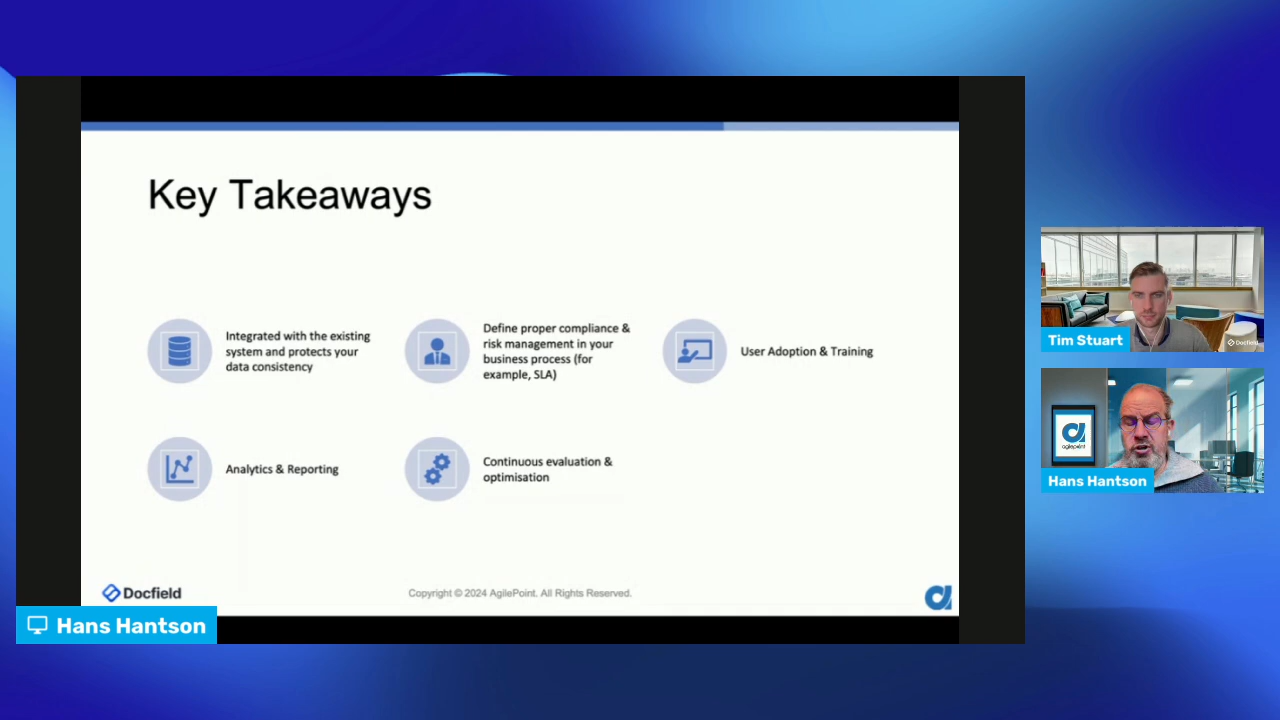 Key Takeaways
Integrated with the existing
system and protects your
data consistency
Define proper compliance &
risk management in your
business process (for
example, SLA)
User Adoption & Training
Analytics & Reporting
Continuous evaluation &
optimisation
Docfield
Copyright © 2024 AgilePoint. All Rights Reserved.
Hans Hantson
Tim Stuart
Docfield
agilepoint
Hans Hantson